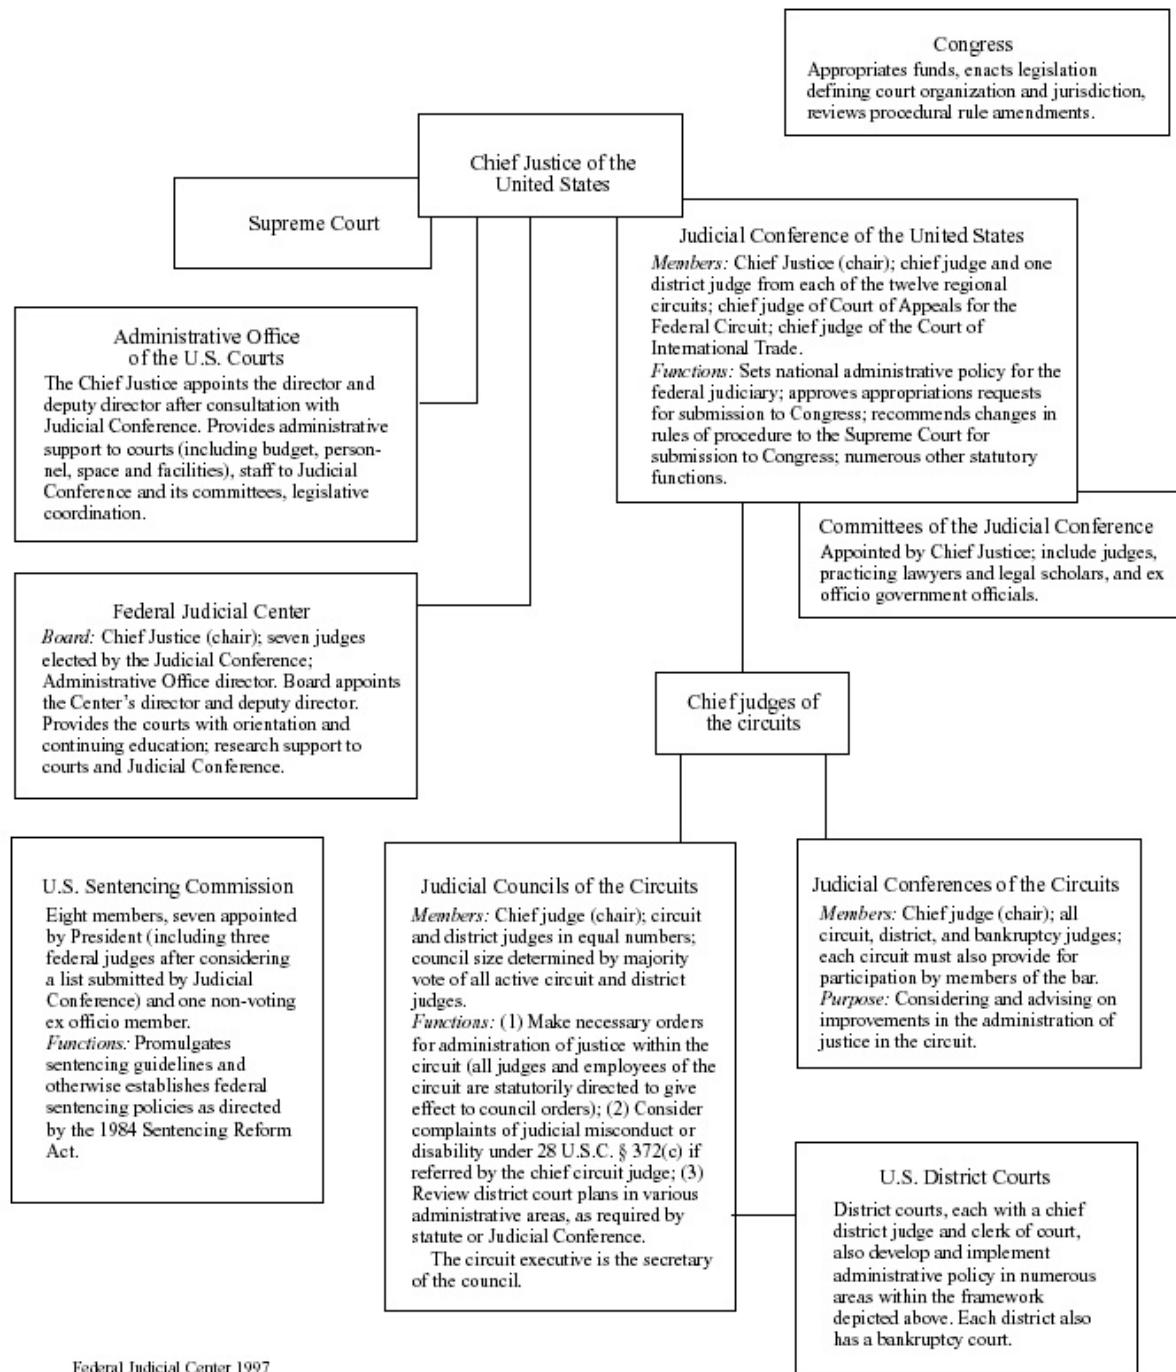 Congress
Appropriates funds, enacts legislation
defining court organization and jurisdiction,
reviews procedural rule amendments.
Chief Justice of the
United States
Supreme Court
Judicial Conference of the United States
Members: Chief Justice (chair); chief judge and one
district judge from each of the twelve regional
circuits; chief judge of Court of Appeals for the
Federal Circuit; chief judge of the Court of
International Trade.
Functions: Sets national administrative policy for the
federal judiciary; approves appropriations requests
for submission to Congress; recommends changes in
rules of procedure to the Supreme Court for
submission to Congress; numerous other statutory
functions.
Administrative Office
of the U.S. Courts
The Chief Justice appoints the director and
deputy director after consultation with
Judicial Conference. Provides administrative
support to courts (including budget, person-
nel, space and facilities), staff to Judicial
Conference and its committees, legislative
coordination.
Committees of the Judicial Conference
Appointed by Chief Justice; include judges,
practicing lawyers and legal scholars, and ex
officio government officials.
Federal Judicial Center
Board: Chief Justice (chair); seven judges
elected by the Judicial Conference;
Administrative Office director. Board appoints
the Center's director and deputy director.
Provides the courts with orientation and
continuing education; research support to
courts and Judicial Conference.
Chief judges of
the circuits
U.S. Sentencing Commission
Eight members, seven appointed
by President (including three
federal judges after considering
a list submitted by Judicial
Conference) and one non-voting
ex officio member.
Functions: Promulgates
sentencing guidelines and
otherwise establishes federal
sentencing policies as directed
by the 1984 Sentencing Reform
Act.
Judicial Councils of the Circuits
Members: Chief judge (chair); circuit
and district judges in equal numbers;
council size determined by majority
vote of all active circuit and district
judges.
Functions: (1) Make necessary orders
for administration of justice within the
circuit (all judges and employees of the
circuit are statutorily directed to give
effect to council orders); (2) Consider
complaints of judicial misconduct or
disability under 28 U.S.C. § 372(c) if
referred by the chief circuit judge; (3)
Review district court plans in various
administrative areas, as required by
statute or Judicial Conference.
The circuit executive is the secretary
of the council.
Judicial Conferences of the Circuits
Members: Chief judge (chair); all
circuit, district, and bankruptcy judges;
each circuit must also provide for
participation by members of the bar.
Purpose: Considering and advising on
improvements in the administration of
justice in the circuit.
U.S. District Courts
District courts, each with a chief
district judge and clerk of court,
also develop and implement
administrative policy in numerous
areas within the framework
depicted above. Each district also
has a bankruptcy court.
Federal Judicial Center 1997